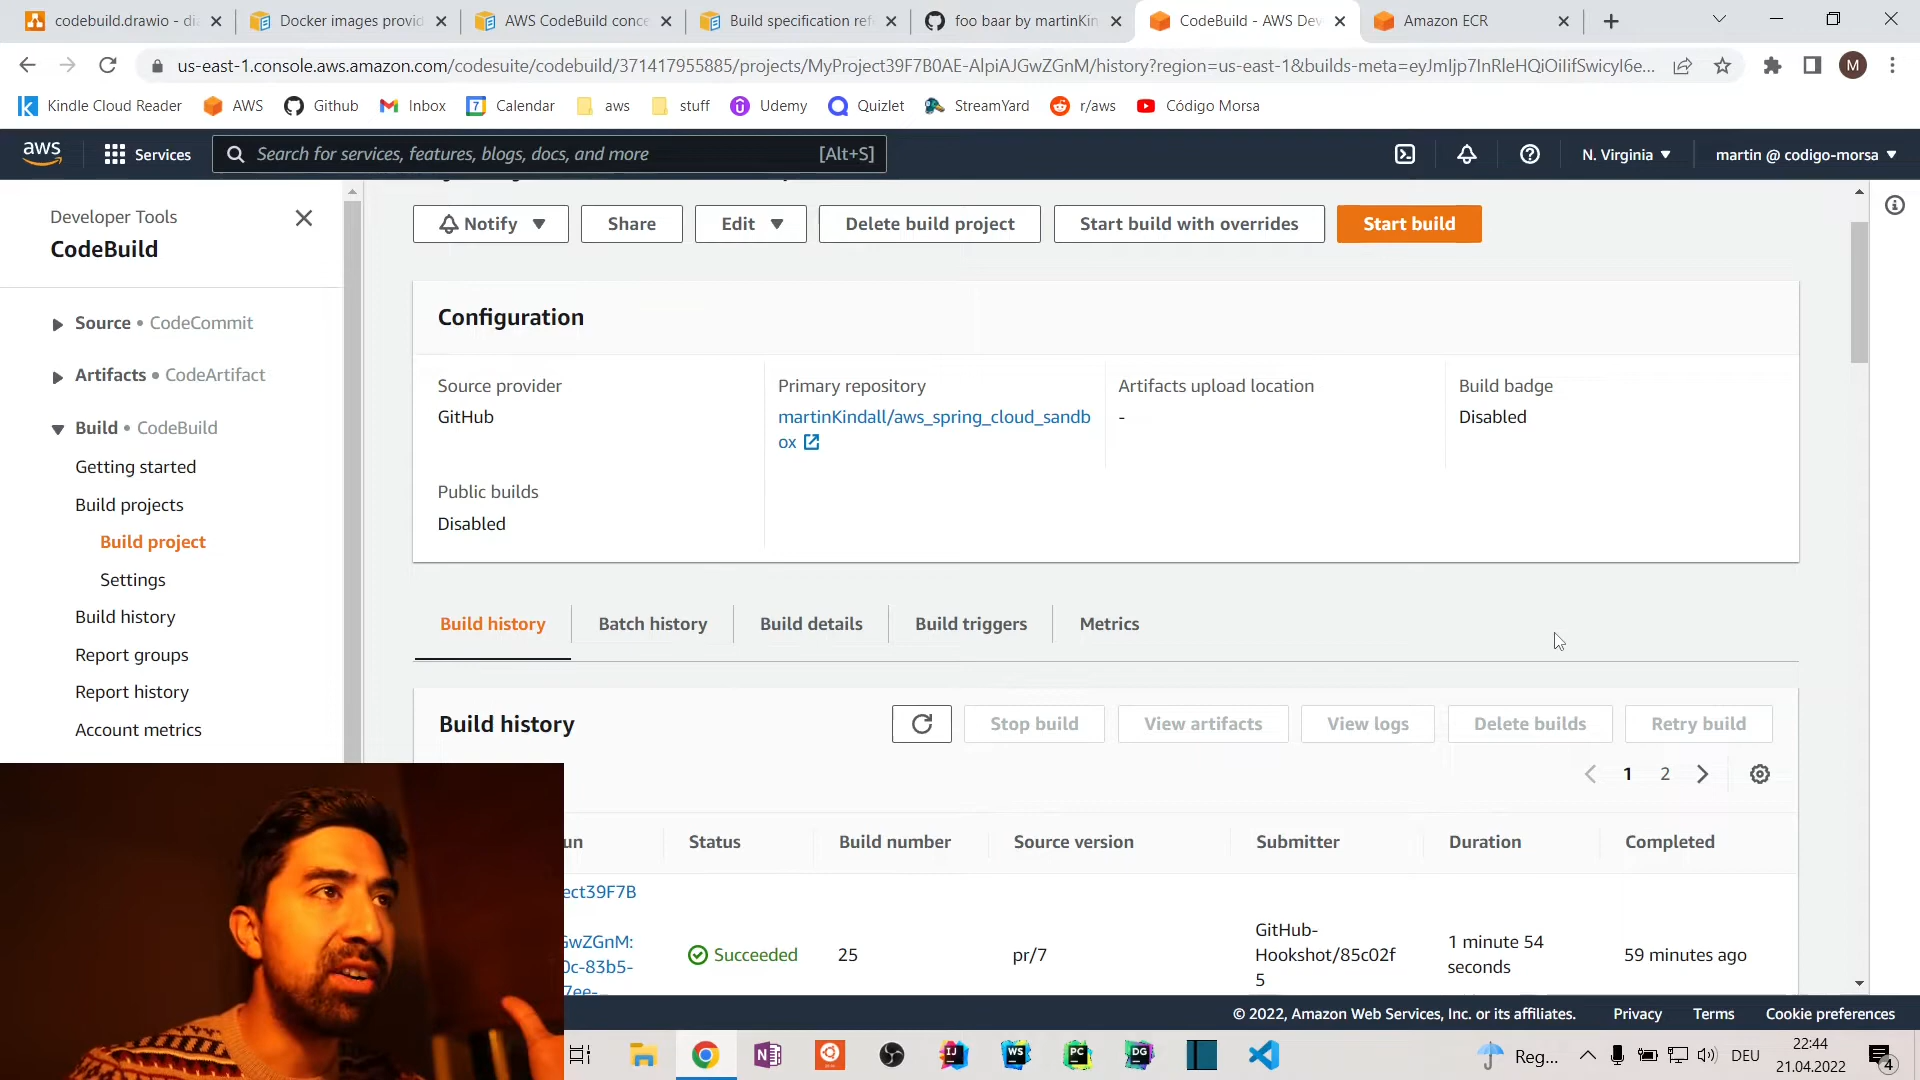 codebuild.drawio - di
Docker images provid
AWS CodeBuild conce
Build specification ref
foo baar by martinKin
CodeBuild - AWS Dev
Amazon ECR
us-east-1.console.aws.amazon.com/codesuite/codebuild/371417955885/projects/MyProject39F7B0AE-AlpiAJGwZGnM/history?region=us-east-1&builds-meta=eyJmIjp7InRleHQiOiIifSwicyI6e...
M
Kindle Cloud Reader
AWS
Github
Inbox
Calendar
aws
stuff
Udemy
Quizlet
StreamYard
r/aws
Código Morsa
aws
Services
Search for services, features, blogs, docs, and more
[Alt+S]
N. Virginia
martin @ codigo-morsa
Developer Tools
CodeBuild
Source • CodeCommit
Artifacts • CodeArtifact
Build • CodeBuild
Getting started
Build projects
Build project
Settings
Build history
Report groups
Report history
Account metrics
Notify
Share
Edit
Delete build project
Start build with overrides
Start build
Configuration
Source provider
GitHub
Primary repository
martinKindall/aws_spring_cloud_sandb
ox
Artifacts upload location
-
Build badge
Disabled
Public builds
Disabled
Build history
Batch history
Build details
Build triggers
Metrics
Build history
Stop build
View artifacts
View logs
Delete builds
Retry build
1
2
un
Status
Build number
Source version
Submitter
Duration
Completed
ect39F7B
GwZGnM:
0c-83b5-
7ee-
Succeeded
25
pr/7
GitHub-
Hookshot/85c02f
5
1 minute 54
seconds
59 minutes ago
© 2022, Amazon Web Services, Inc. or its affiliates.
Privacy
Terms
Cookie preferences
Reg...
DEU
22:44
21.04.2022
4